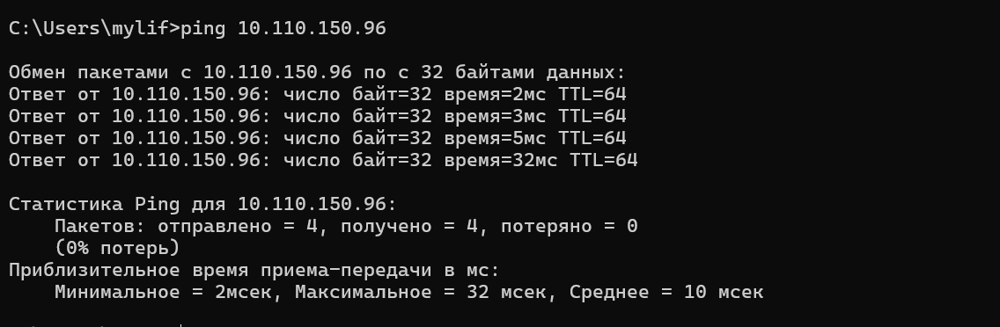 C:\Users\mylif>ping 10.110.150.96
Обмен пакетами с 10.110.150.96 по с 32 байтами данных:
Ответ от 10.110.150.96: число байт=32 время=2мс TTL=64
Ответ от 10.110.150.96: число байт=32 время=3мс TTL=64
Ответ от 10.110.150.96: число байт=32 время=5мс TTL=64
Ответ от 10.110.150.96: число байт=32 время=32мс TTL=64
Статистика Ping для 10.110.150.96:
Пакетов: отправлено = 4, получено = 4, потеряно = 0
(0% потерь)
Приблизительное время приема-передачи в мс:
Минимальное = 2мсек, Максимальное = 32 мсек, Среднее = 10 мсек